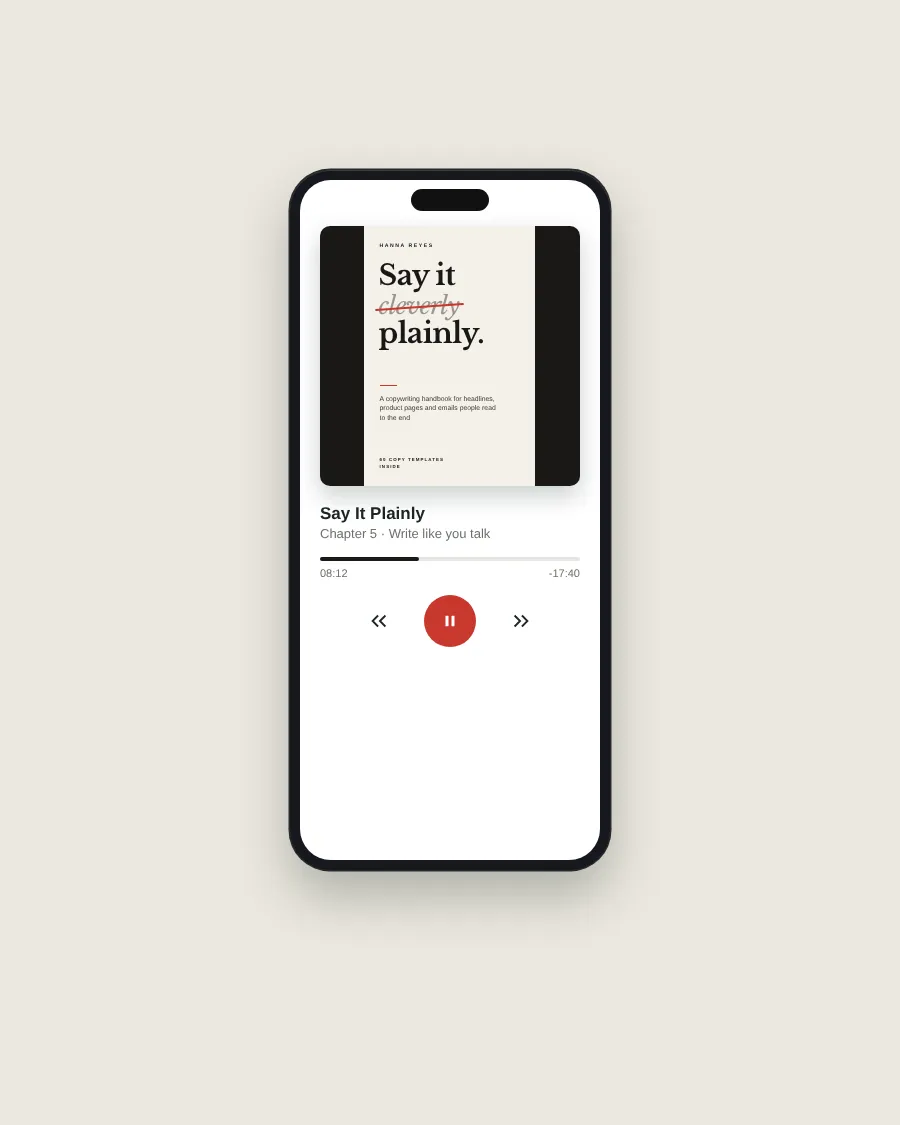 HANNA REYES
Say it
cleverly
plainly.
A copywriting handbook for headlines,
product pages and emails people read
to the end
60 COPY TEMPLATES
INSIDE
Say It Plainly
Chapter 5 · Write like you talk
08:12
-17:40